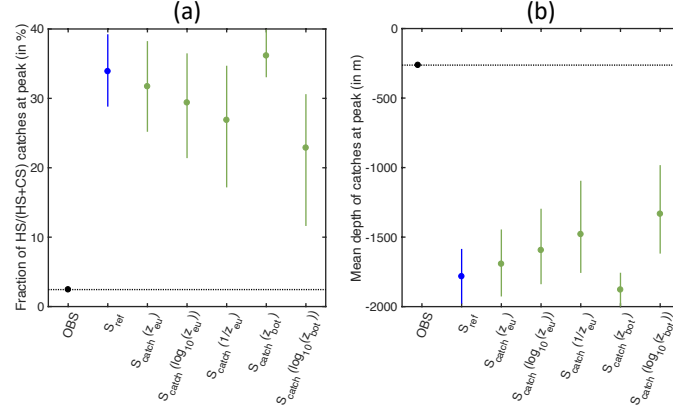 (a)
Fraction of HS/(HS+CS) catches at peak (in %)
40
30
20
10
0
OBS
S_ref
S_catch (z_eu)
S_catch (log_10(z_eu))
S_catch (1/z_eu)
S_catch (z_bot)
S_catch (log_10(z_bot))
(b)
Mean depth of catches at peak (in m)
0
-500
-1000
-1500
-2000
OBS
S_ref
S_catch (z_eu)
S_catch (log_10(z_eu))
S_catch (1/z_eu)
S_catch (z_bot)
S_catch (log_10(z_bot))